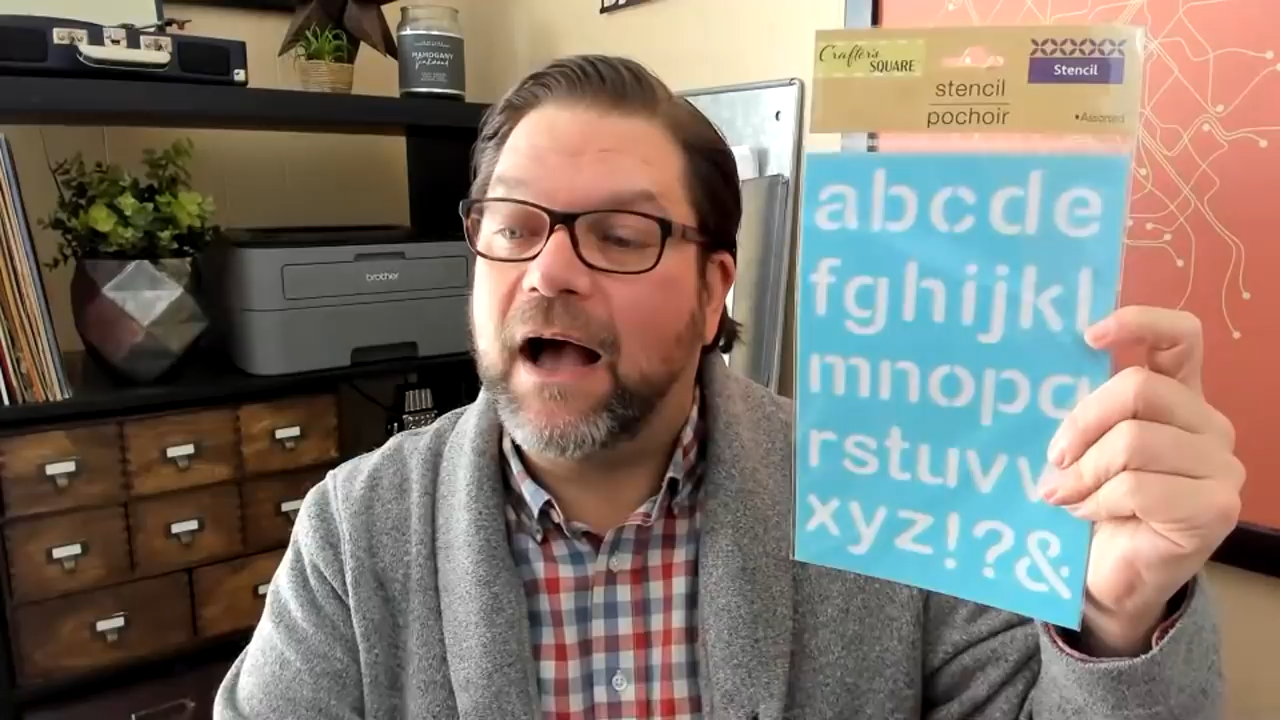 MAHOGANY
brother
Crafter's
SQUARE
Stencil
stencil
pochoir
•Assorted
abcde
fghijkl
mnopq
rstuvw
xyz!?&